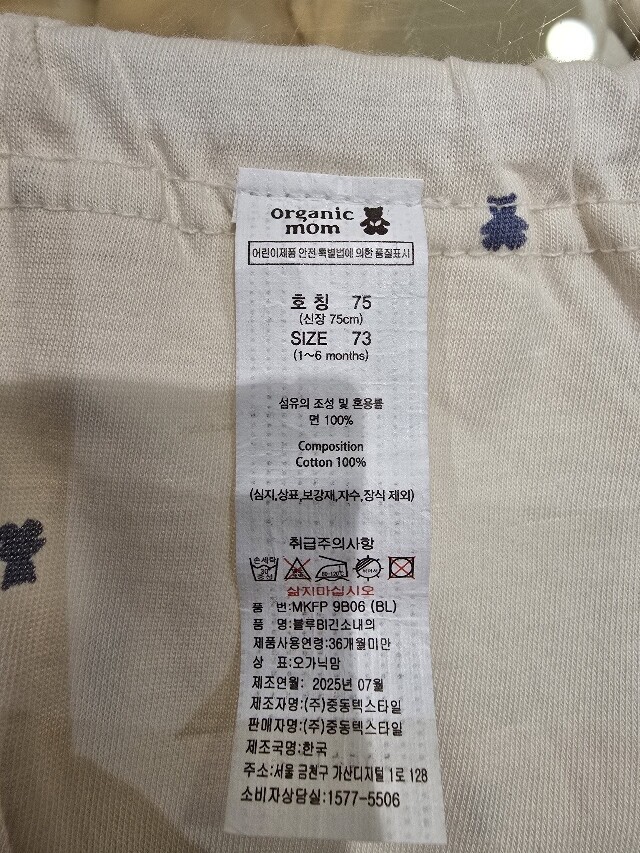 organic
mom
어린이제품 안전·특별법에 의한 품질표시
호 칭 75
(신장 75cm)
SIZE 73
(1~6 months)
섬유의 조성 및 혼용률
면 100%
Composition
Cotton 100%
(심지,상표,보강재,자수,장식 제외)
취급주의사항
손세탁
30
중성
삶지마십시오
품 번:MKFP 9B06 (BL)
품 명:블루BI긴소내의
제품사용연령:36개월미만
상 표:오가닉맘
제조연월: 2025년 07월
제조자명:(주)중동텍스타일
판매자명:(주)중동텍스타일
제조국명:한국
주소:서울 금천구 가산디지털 1로 128
소비자상담실:1577-5506